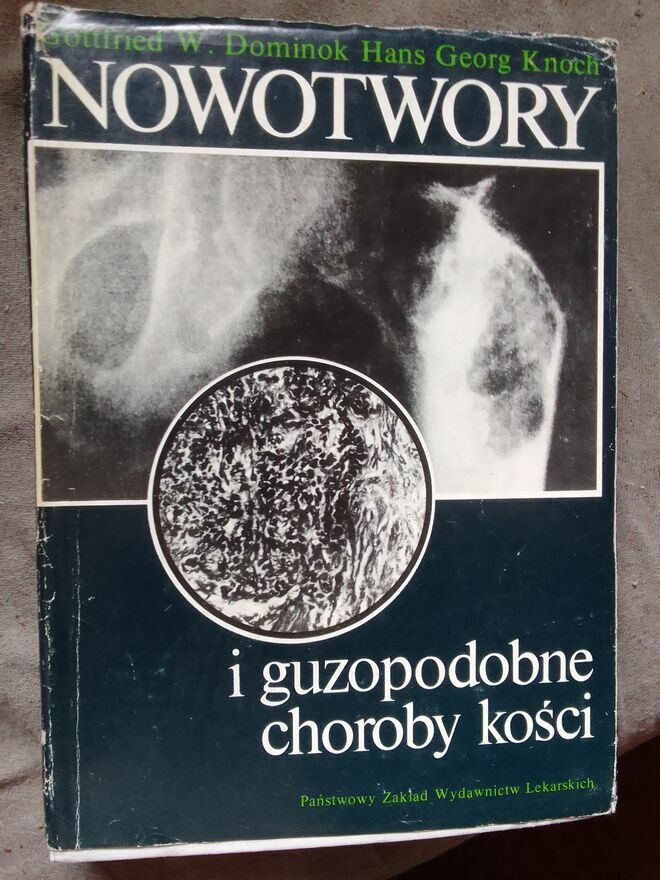 Gottfried W. Dominok Hans Georg Knoch
NOWOTWORY
i guzopodobne
choroby kości
Państwowy Zakład Wydawnictw Lekarskich